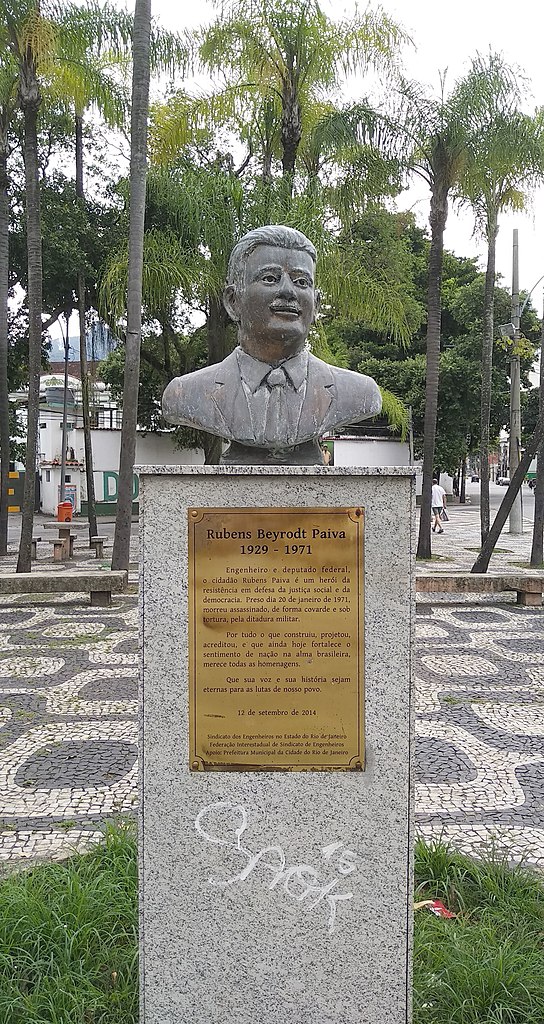 Rubens Beyrodt Paiva
1929 - 1971
Engenheiro e deputado federal,
o cidadão Rubens Paiva é um herói da
resistência em defesa da justiça social e da
democracia. Preso dia 20 de janeiro de 1971,
morreu assassinado, de forma covarde e sob
tortura, pela ditadura militar.
Por tudo o que construiu, projetou,
acreditou, e que ainda hoje fortalece o
sentimento de nação na alma brasileira,
merece todas as homenagens.
Que sua voz e sua história sejam
eternas para as lutas de nosso povo.
12 de setembro de 2014
Sindicato dos Engenheiros no Estado do Rio de Janeiro
Federação Interestadual de Sindicato de Engenheiros
Apoio: Prefeitura Municipal da Cidade do Rio de Janeiro